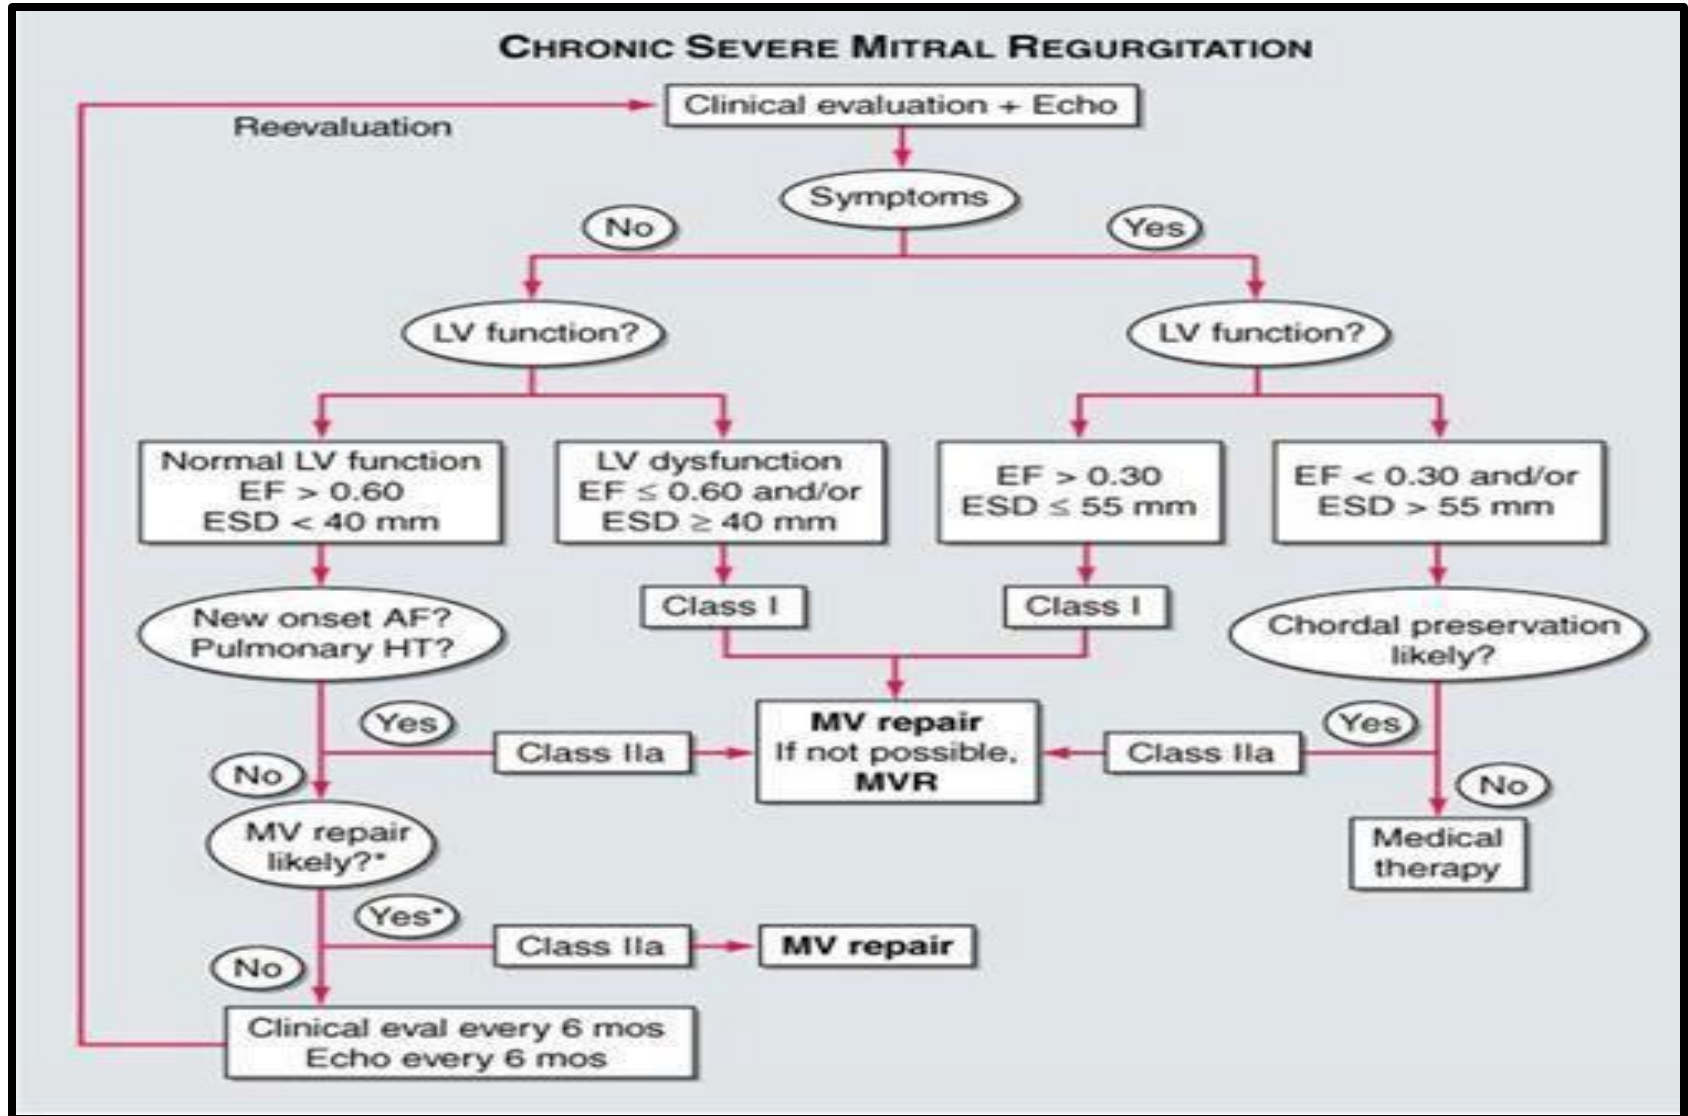 CHRONIC SEVERE MITRAL REGURGITATION
Clinical evaluation + Echo
Reevaluation
Symptoms
No
Yes
LV function?
LV function?
Normal LV function
EF > 0.60
ESD < 40 mm
LV dysfunction
EF ≤ 0.60 and/or
ESD ≥ 40 mm
EF > 0.30
ESD ≤ 55 mm
EF < 0.30 and/or
ESD > 55 mm
New onset AF?
Pulmonary HT?
Class I
Class I
Chordal preservation
likely?
Yes
Class IIa
MV repair
If not possible,
MVR
Class IIa
Yes
No
No
MV repair
likely?*
Medical
therapy
Yes*
Class IIa
MV repair
No
Clinical eval every 6 mos
Echo every 6 mos